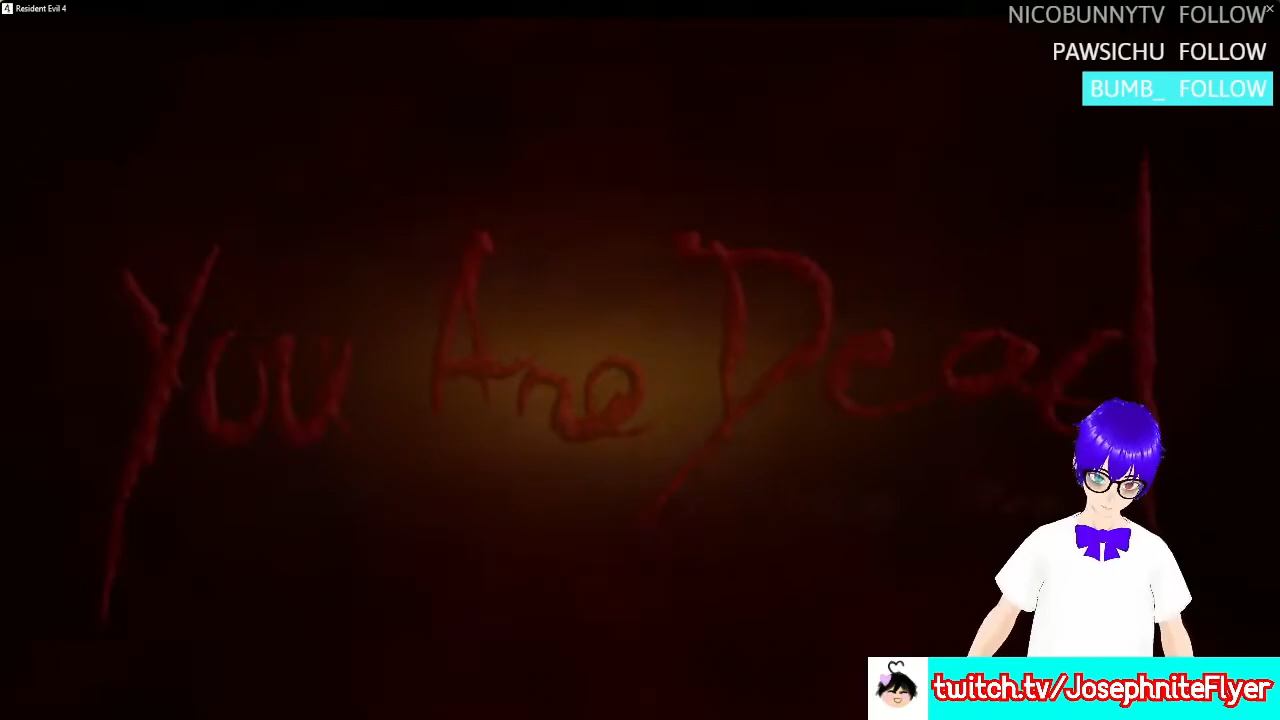 Resident Evil 4
NICOBUNNYTV FOLLOW
PAWSICHU FOLLOW
BUMB_ FOLLOW
You Are Dead
twitch.tv/JosephniteFlyer